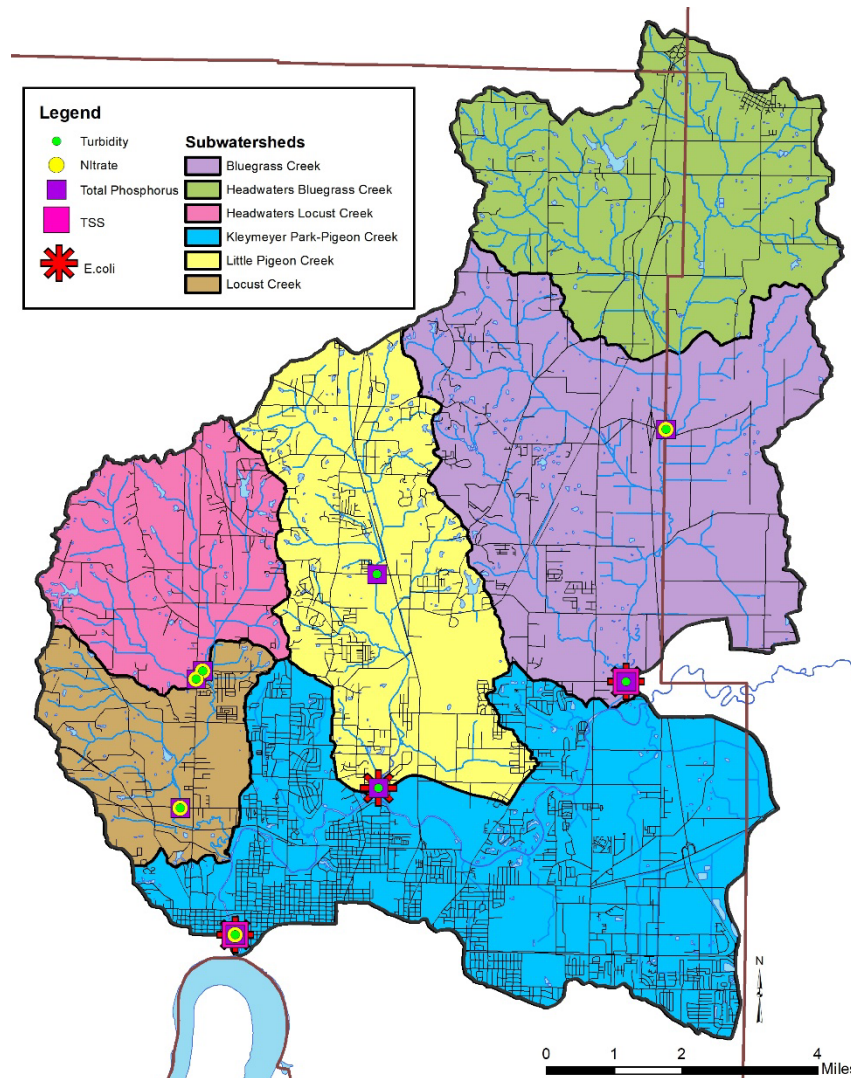 Legend
Turbidity
NItrate
Total Phosphorus
TSS
E.coli
Subwatersheds
Bluegrass Creek
Headwaters Bluegrass Creek
Headwaters Locust Creek
Kleymeyer Park-Pigeon Creek
Little Pigeon Creek
Locust Creek
N
0 1 2 4
Miles